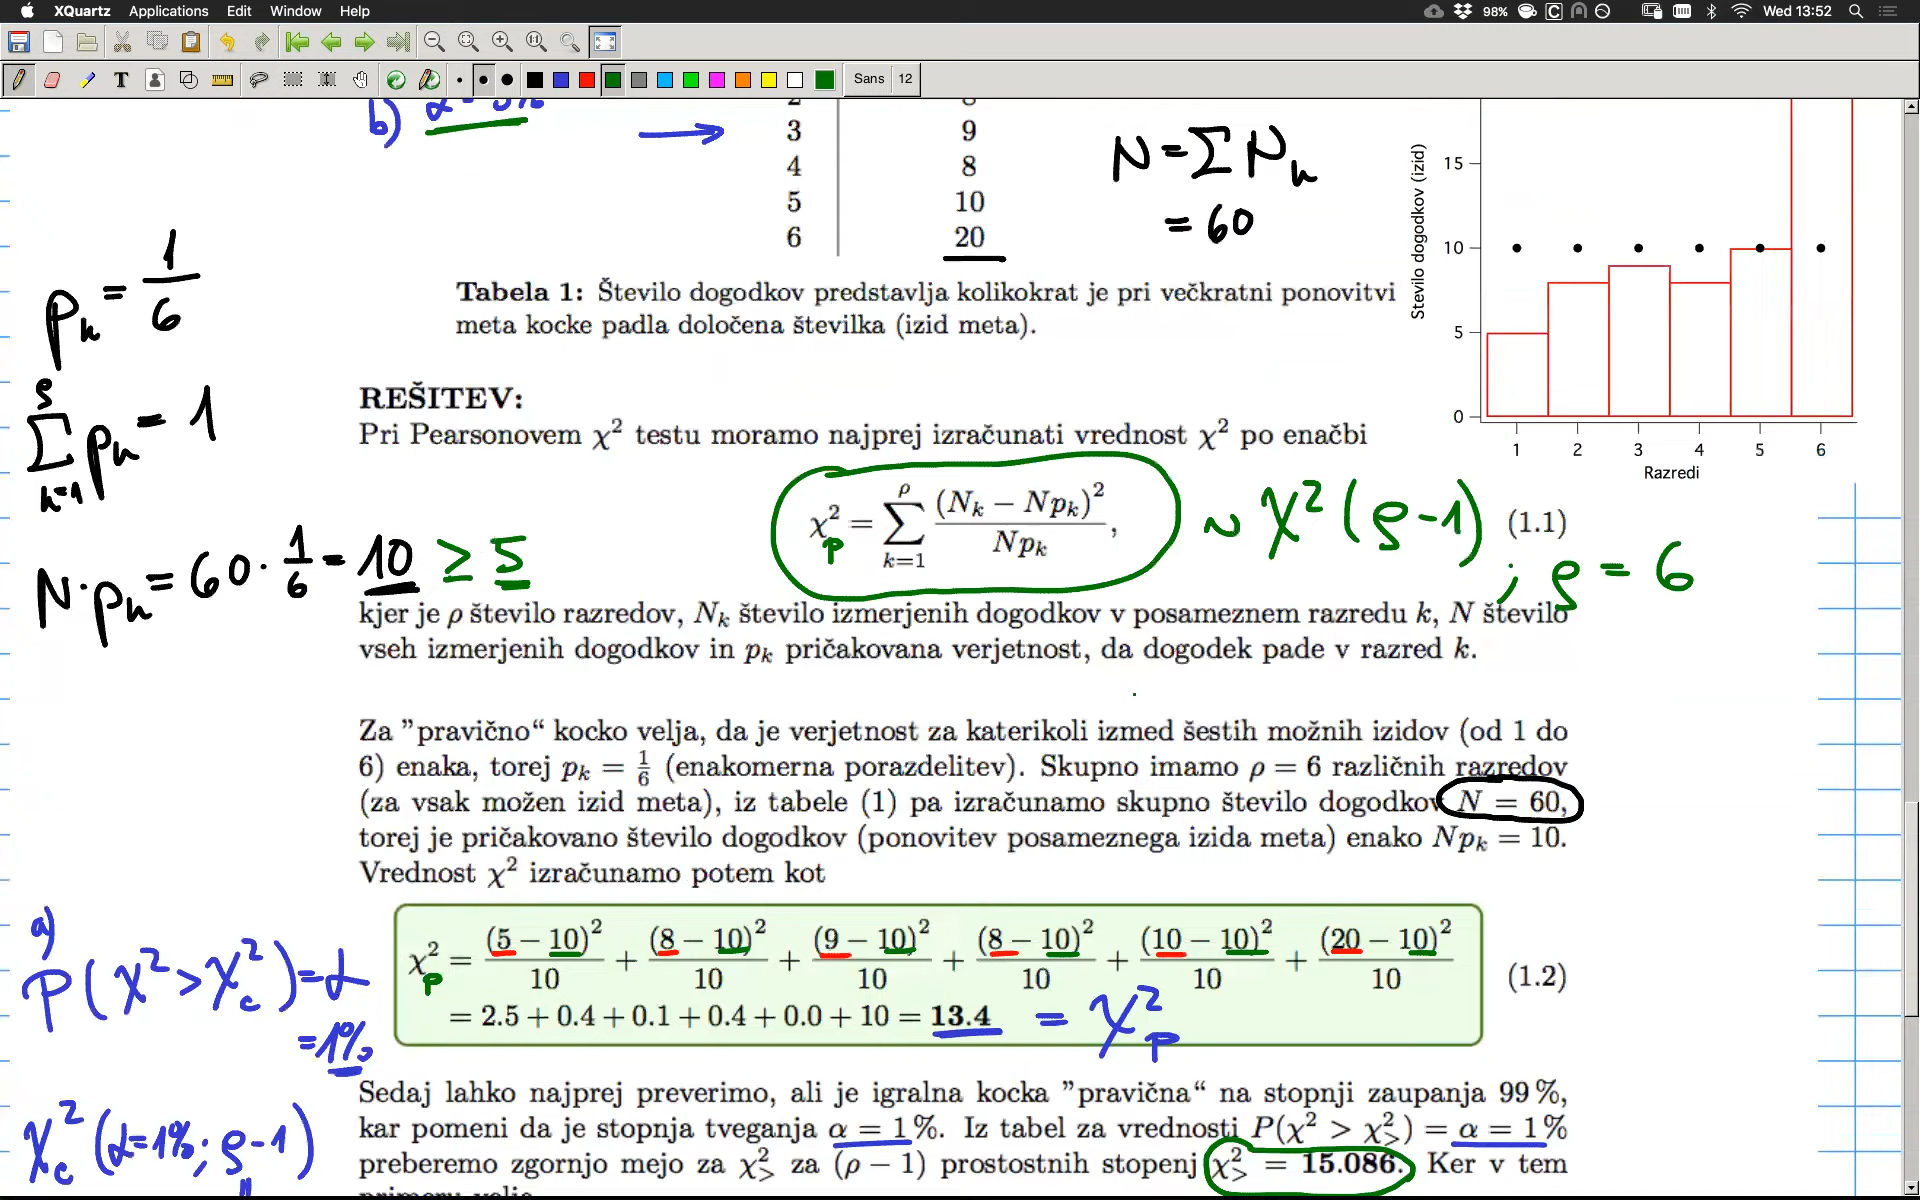 XQuartz Applications Edit Window Help
98% Wed 13:52
Sans 12
b) α = 5%
3 9
4 8
5 10
6 20
N = Σ N_k
= 60
Tabela 1: Število dogodkov predstavlja kolikokrat je pri večkratni ponovitvi
meta kocke padla določena številka (izid meta).
Število dogodkov (izid)
15
10
5
0
1 2 3 4 5 6
Razredi
p_k = 1/6
ρ
Σ p_k = 1
k=1
N·p_k = 60 · 1/6 = 10 ≥ 5
REŠITEV:
Pri Pearsonovem χ² testu moramo najprej izračunati vrednost χ² po enačbi
χ²_P = Σ_{k=1}^{ρ} (N_k − Np_k)² / Np_k, ~ χ²(ρ−1) (1.1)
; ρ = 6
kjer je ρ število razredov, N_k število izmerjenih dogodkov v posameznem razredu k, N število
vseh izmerjenih dogodkov in p_k pričakovana verjetnost, da dogodek pade v razred k.
Za ”pravično“ kocko velja, da je verjetnost za katerikoli izmed šestih možnih izidov (od 1 do
6) enaka, torej p_k = 1/6 (enakomerna porazdelitev). Skupno imamo ρ = 6 različnih razredov
(za vsak možen izid meta), iz tabele (1) pa izračunamo skupno število dogodkov N = 60,
torej je pričakovano število dogodkov (ponovitev posameznega izida meta) enako Np_k = 10.
Vrednost χ² izračunamo potem kot
χ²_P = (5 − 10)²/10 + (8 − 10)²/10 + (9 − 10)²/10 + (8 − 10)²/10 + (10 − 10)²/10 + (20 − 10)²/10 (1.2)
= 2.5 + 0.4 + 0.1 + 0.4 + 0.0 + 10 = 13.4 = χ²_P
a)
P(χ² > χ²_c) = α
= 1%
χ²_c (α=1%; ρ−1)
Sedaj lahko najprej preverimo, ali je igralna kocka ”pravična“ na stopnji zaupanja 99 %,
kar pomeni da je stopnja tveganja α = 1%. Iz tabel za vrednosti P(χ² > χ²_>) = α = 1%
preberemo zgornjo mejo za χ²_> za (ρ − 1) prostostnih stopenj χ²_> = 15.086. Ker v tem